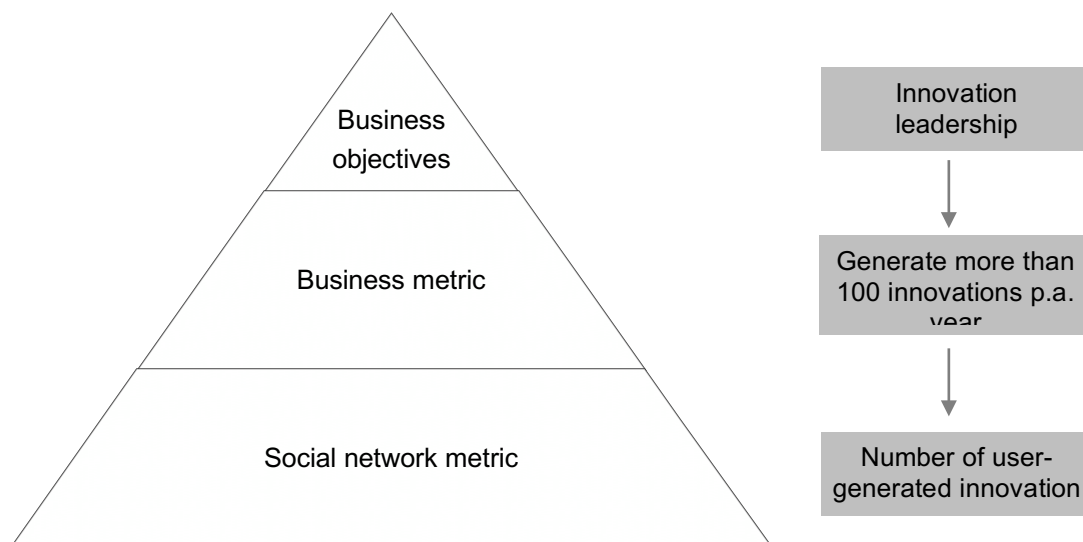 Business
objectives
Business metric
Social network metric
Innovation
leadership
Generate more than
100 innovations p.a.
year
Number of user-
generated innovation